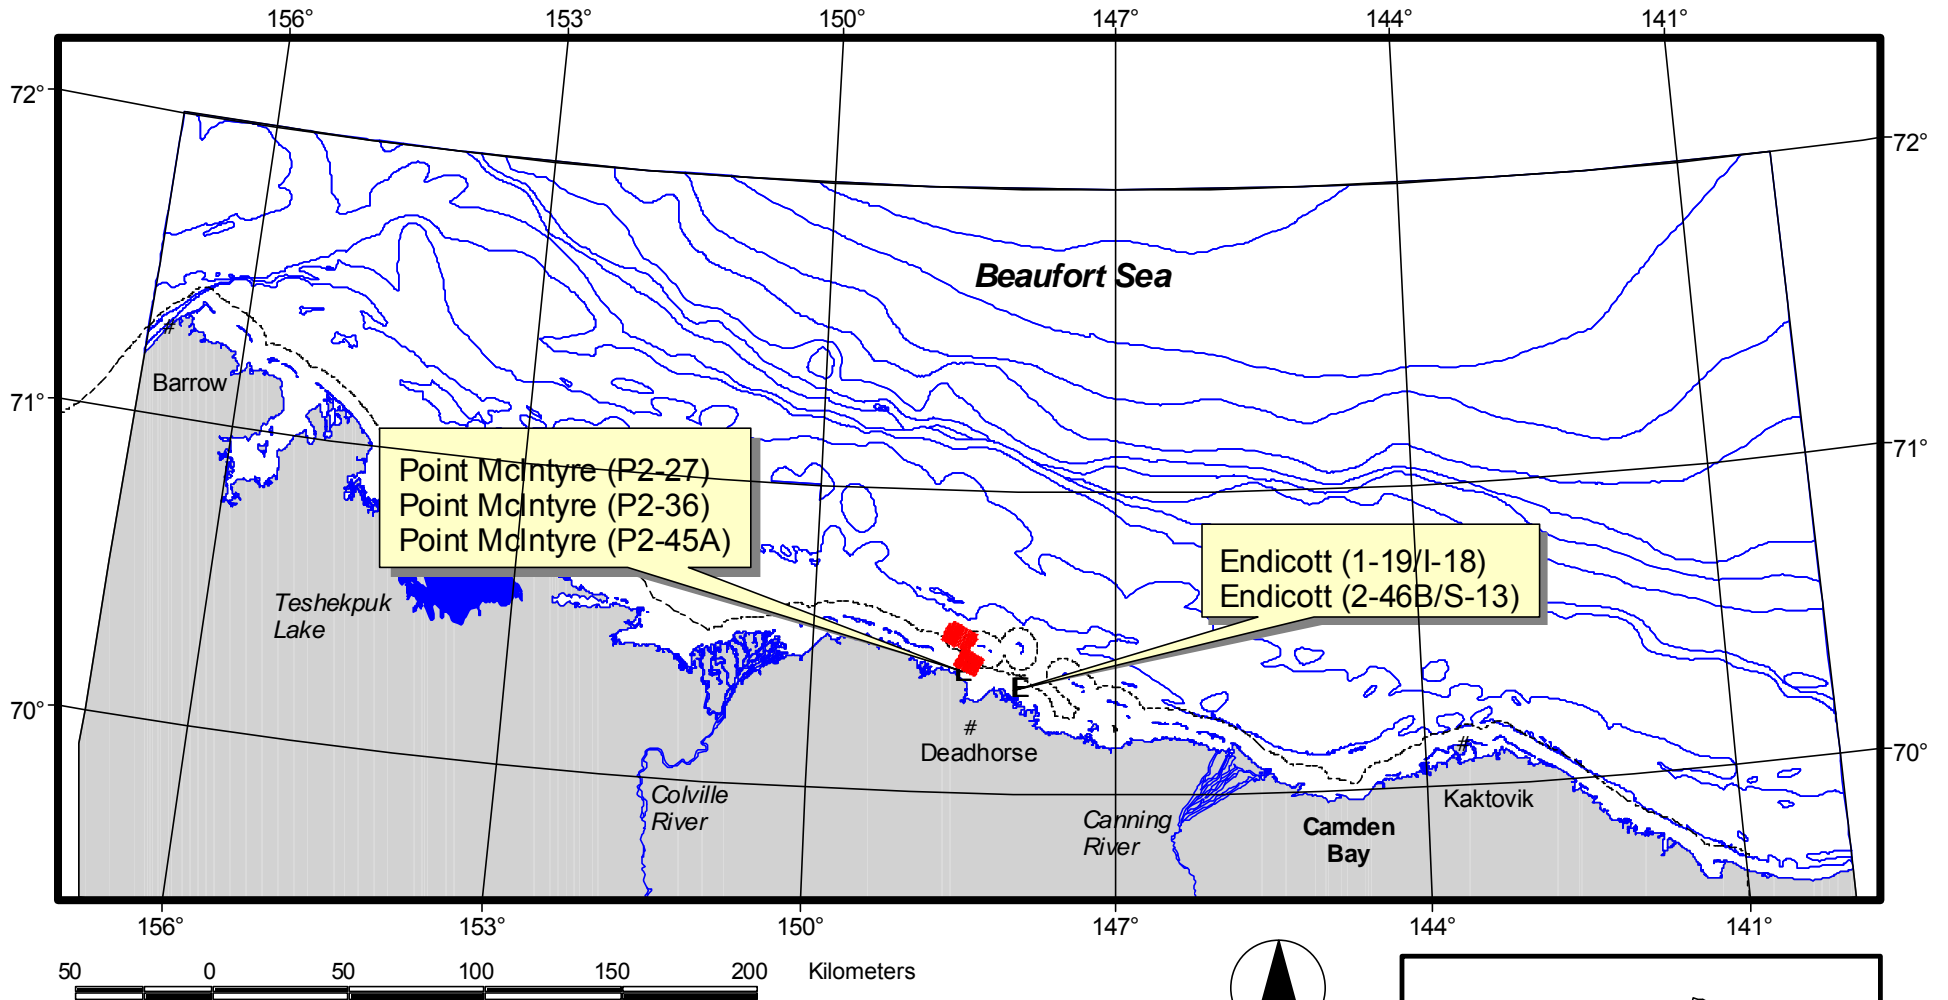 156° 153° 150° 147° 144° 141°
72° 72°
Beaufort Sea
#
Barrow
71° 71°
Point McIntyre (P2-27)
Point McIntyre (P2-36)
Point McIntyre (P2-45A)
Endicott (1-19/I-18)
Endicott (2-46B/S-13)
Teshekpuk
Lake
E
E
#
Deadhorse
70° 70°
#
Kaktovik
Colville
River
Canning
River
Camden
Bay
156° 153° 150° 147° 144° 141°
50 0 50 100 150 200 Kilometers